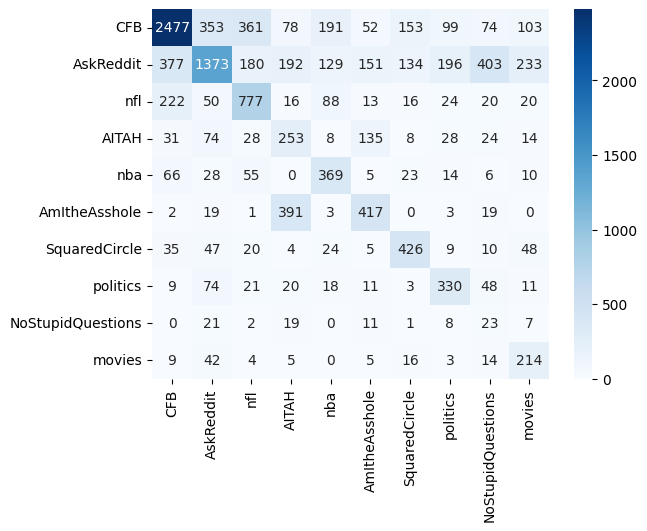 CFB 2477 353 361 78 191 52 153 99 74 103
AskReddit 377 1373 180 192 129 151 134 196 403 233
nfl 222 50 777 16 88 13 16 24 20 20
AITAH 31 74 28 253 8 135 8 28 24 14
nba 66 28 55 0 369 5 23 14 6 10
AmItheAsshole 2 19 1 391 3 417 0 3 19 0
SquaredCircle 35 47 20 4 24 5 426 9 10 48
politics 9 74 21 20 18 11 3 330 48 11
NoStupidQuestions 0 21 2 19 0 11 1 8 23 7
movies 9 42 4 5 0 5 16 3 14 214
CFB
AskReddit
nfl
AITAH
nba
AmItheAsshole
SquaredCircle
politics
NoStupidQuestions
movies
2000
1500
1000
500
0